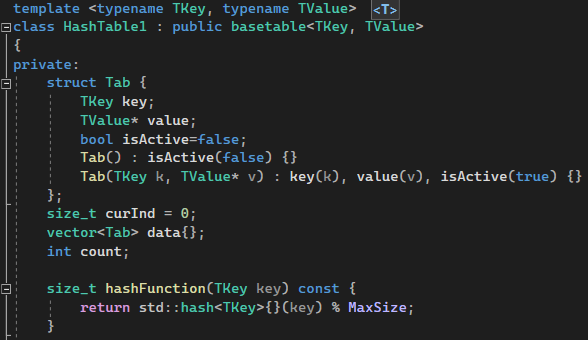 template <typename TKey, typename TValue> <T>
class HashTable1 : public basetable<TKey, TValue>
{
private:
    struct Tab {
        TKey key;
        TValue* value;
        bool isActive=false;
        Tab() : isActive(false) {}
        Tab(TKey k, TValue* v) : key(k), value(v), isActive(true) {}
    };
    size_t curInd = 0;
    vector<Tab> data{};
    int count;

    size_t hashFunction(TKey key) const {
        return std::hash<TKey>{}(key) % MaxSize;
    }